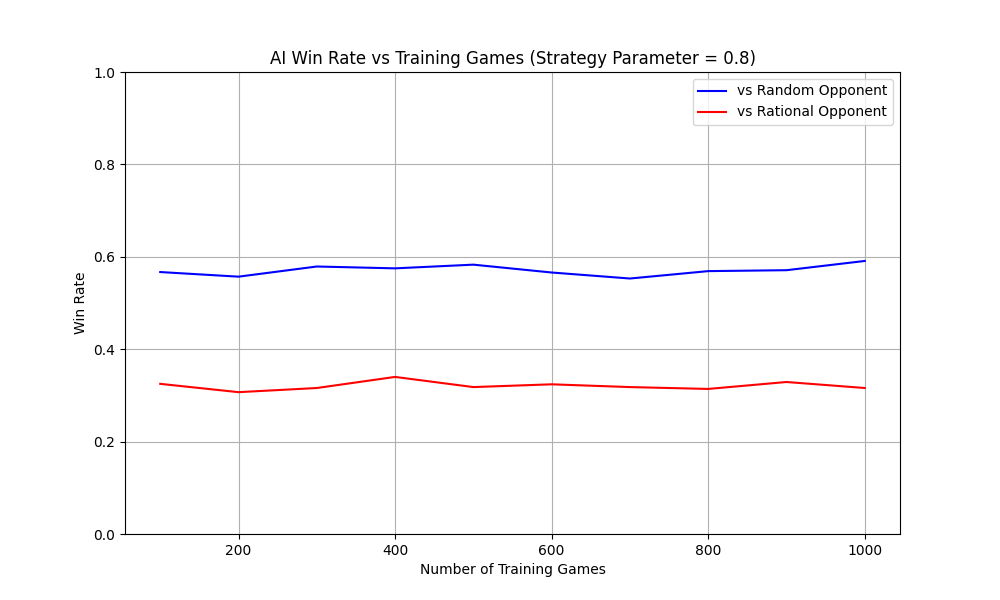 AI Win Rate vs Training Games (Strategy Parameter = 0.8)
vs Random Opponent
vs Rational Opponent
Win Rate
1.0
0.8
0.6
0.4
0.2
0.0
200 400 600 800 1000
Number of Training Games